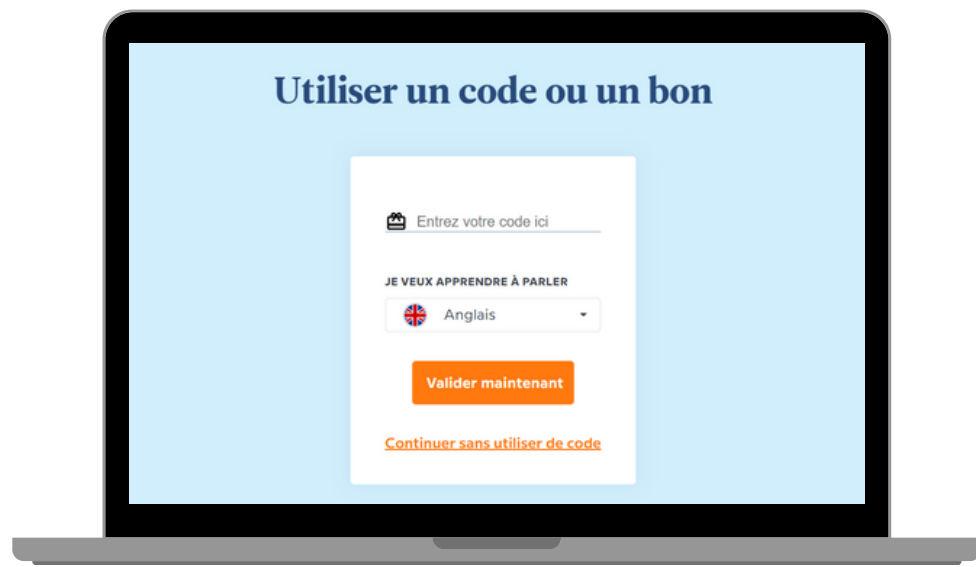 Utiliser un code ou un bon
Entrez votre code ici
JE VEUX APPRENDRE À PARLER
Anglais
Valider maintenant
Continuer sans utiliser de code